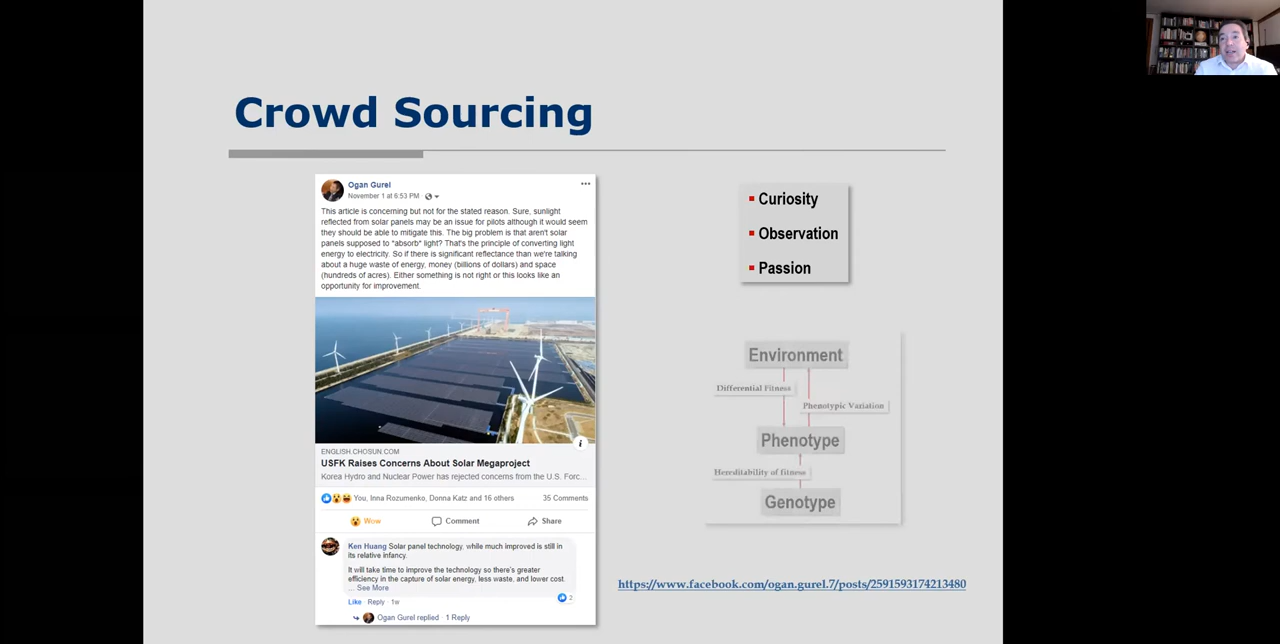 Crowd Sourcing
Ogan Gurel
November 1 at 6:53 PM
This article is concerning but not for the stated reason. Sure, sunlight
reflected from solar panels may be an issue for pilots although it would seem
they should be able to mitigate this. The big problem is that aren't solar
panels supposed to *absorb* light? That's the principle of converting light
energy to electricity. So if there is significant reflectance than we're talking
about a huge waste of energy, money (billions of dollars) and space
(hundreds of acres). Either something is not right or this looks like an
opportunity for improvement.
ENGLISH.CHOSUN.COM
USFK Raises Concerns About Solar Megaproject
Korea Hydro and Nuclear Power has rejected concerns from the U.S. Forc...
You, Inna Rozumenko, Donna Katz and 16 others 35 Comments
Wow Comment Share
Ken Huang Solar panel technology, while much improved is still in
its relative infancy.
It will take time to improve the technology so there's greater
efficiency in the capture of solar energy, less waste, and lower cost.
... See More
2
Like Reply 1w
Ogan Gurel replied 1 Reply
Curiosity
Observation
Passion
Environment
Differential Fitness
Phenotypic Variation
Phenotype
Hereditability of fitness
Genotype
https://www.facebook.com/ogan.gurel.7/posts/2591593174213480